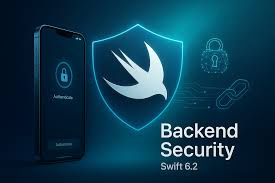 Authenticate
Backend
Security
Swift 6.2